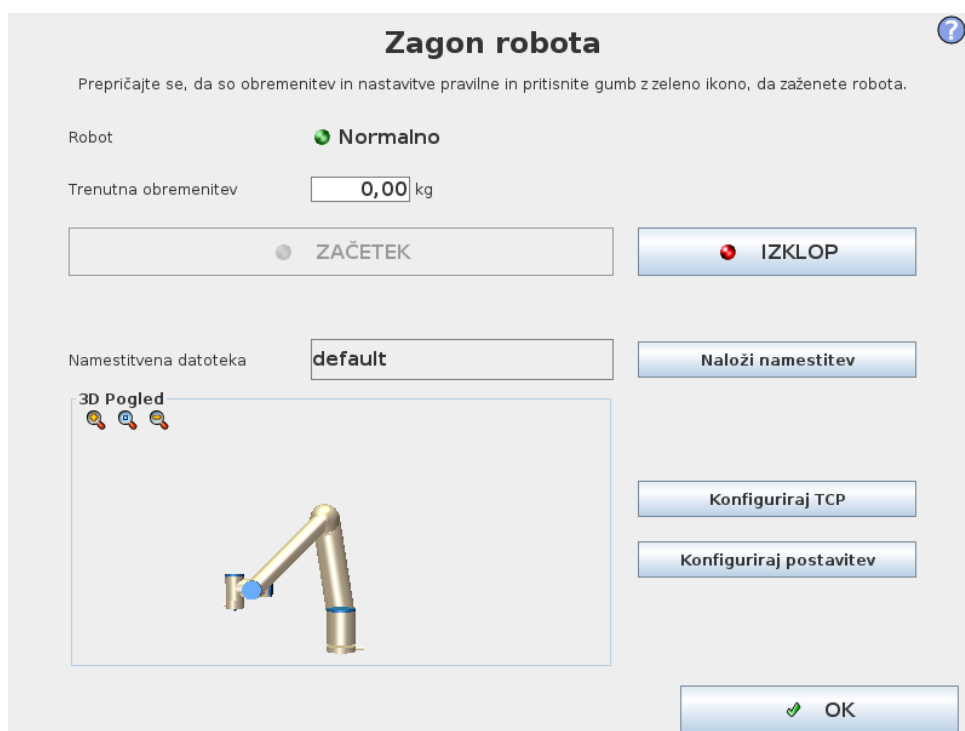 Zagon robota
?
Prepričajte se, da so obremenitev in nastavitve pravilne in pritisnite gumb z zeleno ikono, da zaženete robota.
Robot
Normalno
Trenutna obremenitev
0,00 kg
ZAČETEK
IZKLOP
Namestitvena datoteka
default
Naloži namestitev
3D Pogled
Konfiguriraj TCP
Konfiguriraj postavitev
OK